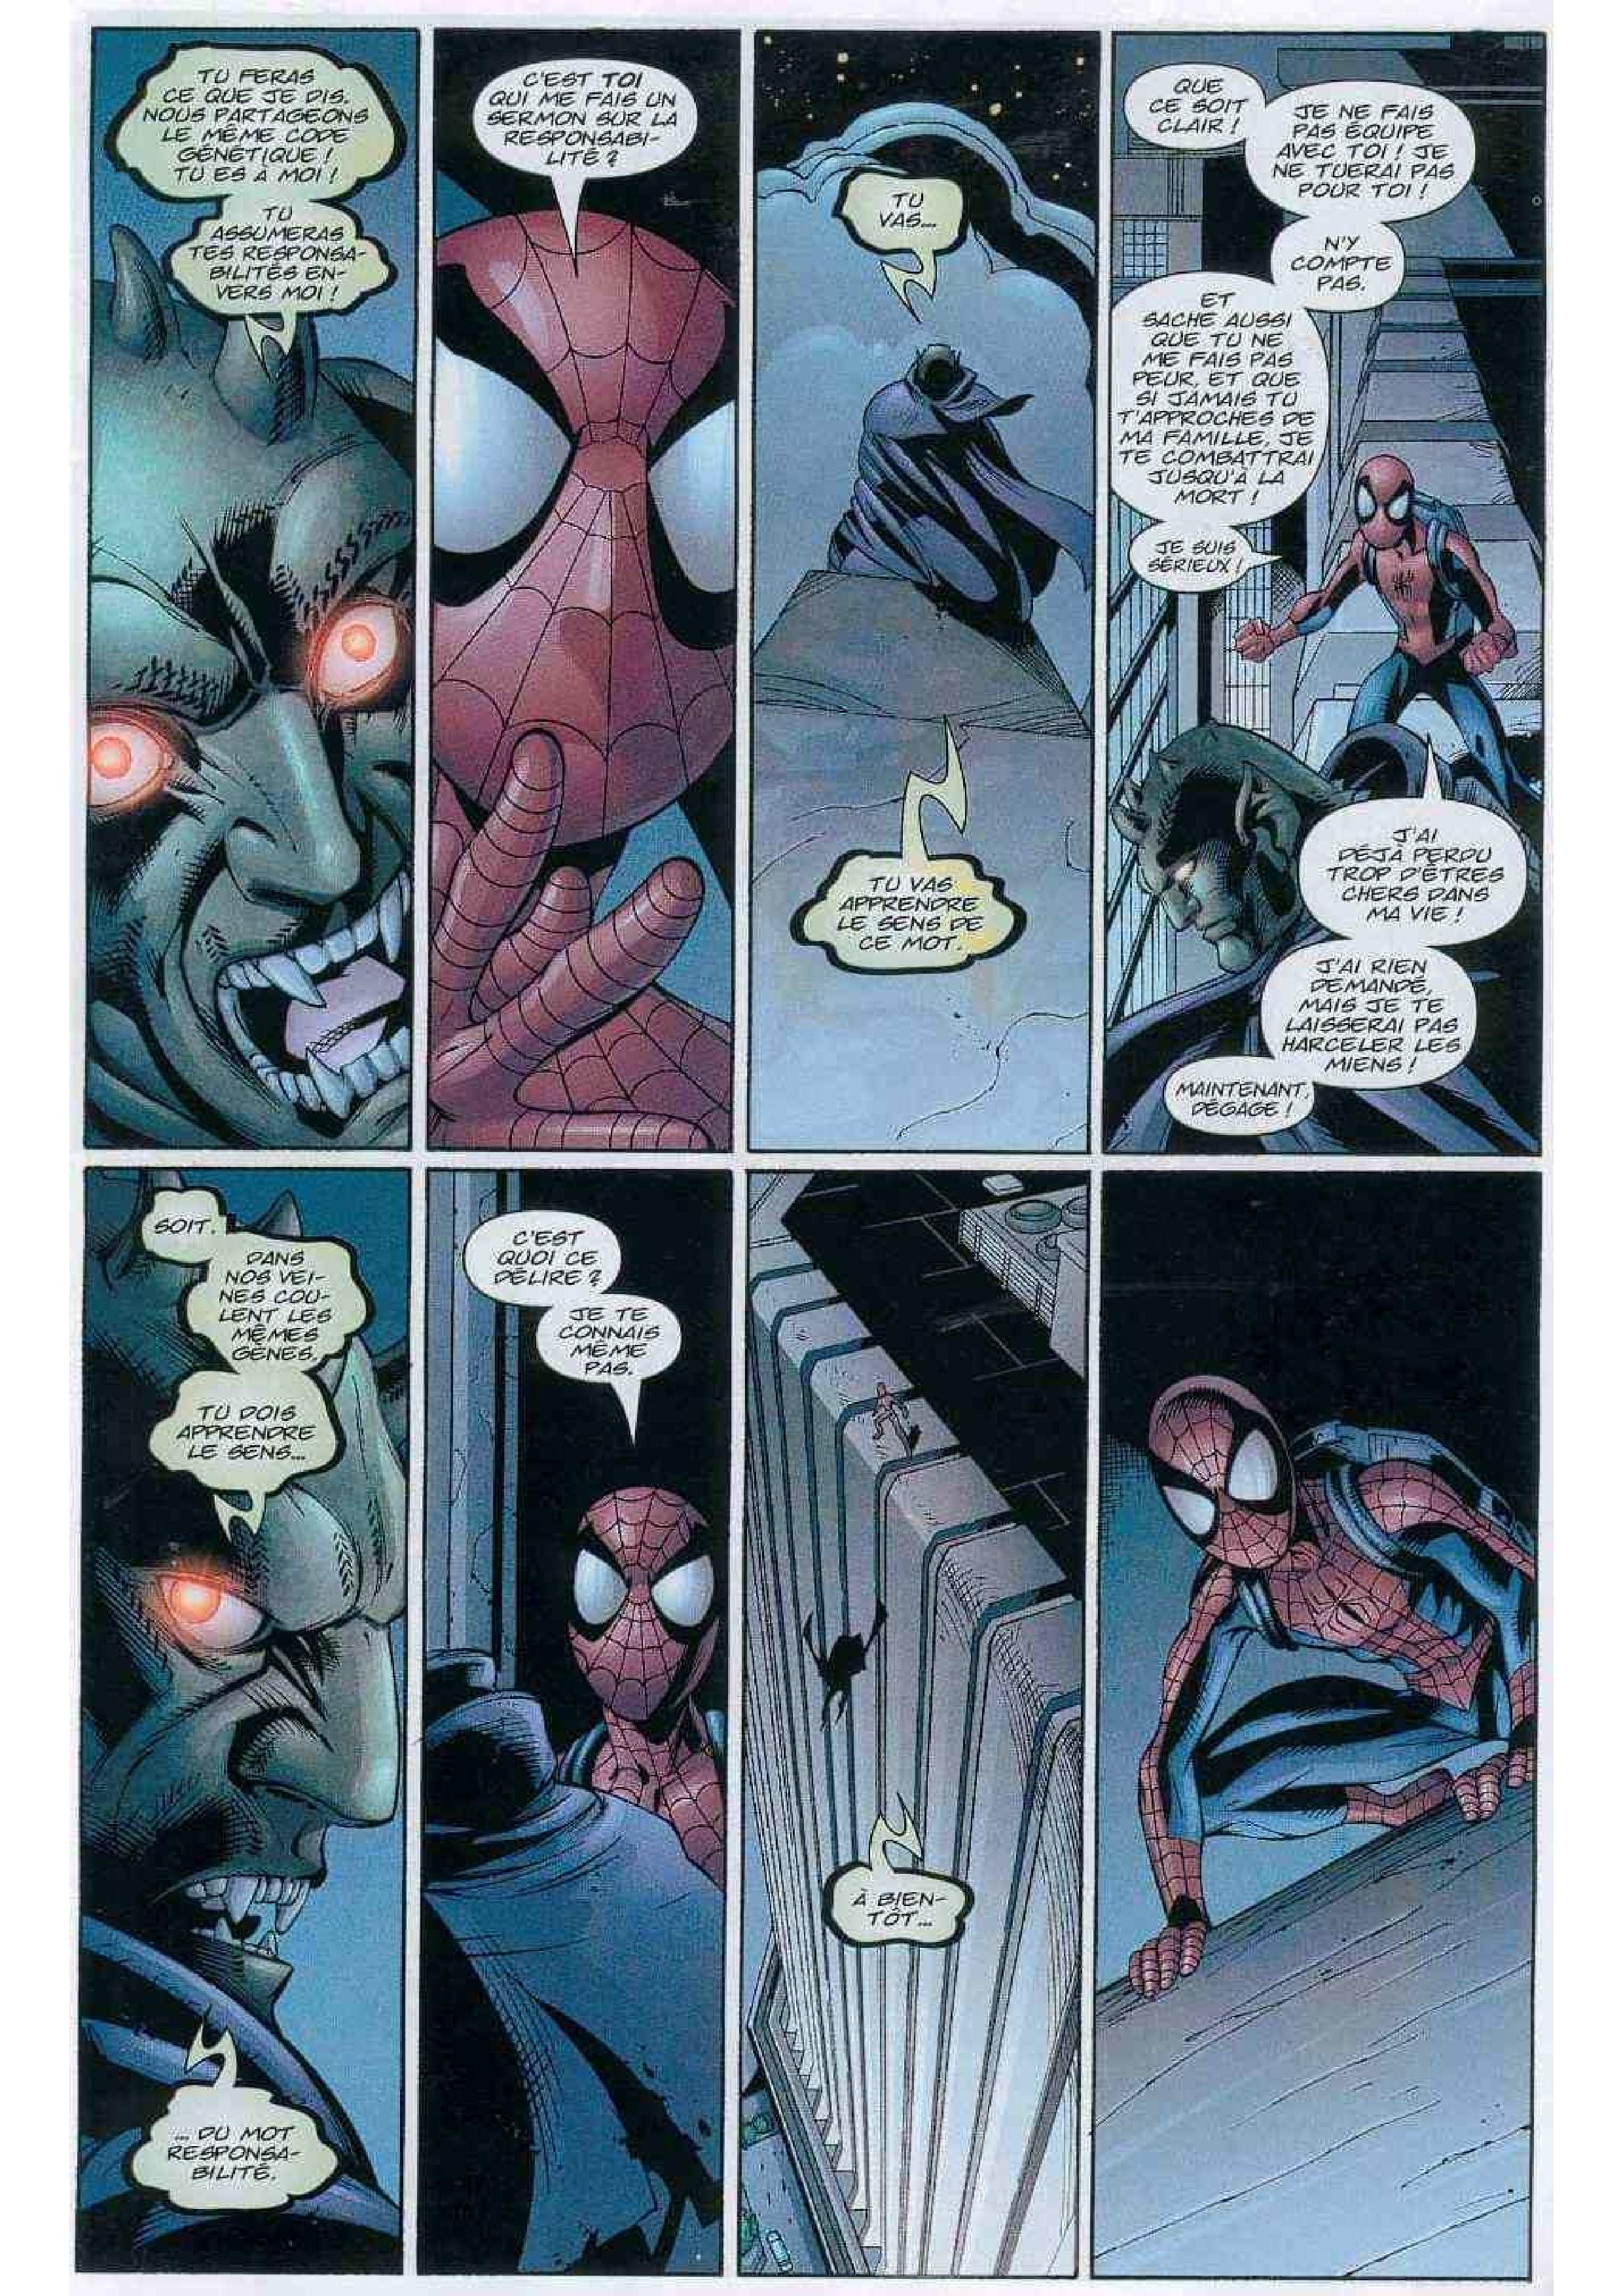 TU FERAS
CE QUE JE DIS.
NOUS PARTAGEONS
LE MÊME CODE
GÉNÉTIQUE !
TU ES À MOI !
TU
ASSUMERAS
TES RESPONSA-
BILITÉS EN-
VERS MOI !
C'EST TOI
QUI ME FAIS UN
SERMON SUR LA
RESPONSABI-
LITÉ ?
TU
VAS...
TU VAS
APPRENDRE
LE SENS DE
CE MOT.
QUE
CE SOIT
CLAIR !
JE NE FAIS
PAS ÉQUIPE
AVEC TOI ! JE
NE TUERAI PAS
POUR TOI !
N'Y
COMPTE
PAS.
ET
SACHE AUSSI
QUE TU NE
ME FAIS PAS
PEUR, ET QUE
SI JAMAIS TU
T'APPROCHES DE
MA FAMILLE, JE
TE COMBATTRAI
JUSQU'À LA
MORT !
JE SUIS
SÉRIEUX !
J'AI
DÉJÀ PERDU
TROP D'ÊTRES
CHERS DANS
MA VIE !
J'AI RIEN
DEMANDÉ,
MAIS JE TE
LAISSERAI PAS
HARCELER LES
MIENS !
MAINTENANT,
DÉGAGE !
SOIT.
DANS
NOS VEI-
NES COU-
LENT LES
MÊMES
GÈNES.
TU DOIS
APPRENDRE
LE SENS...
... DU MOT
RESPONSA-
BILITÉ.
C'EST
QUOI CE
DÉLIRE ?
JE TE
CONNAIS
MÊME
PAS.
À BIEN-
TÔT...